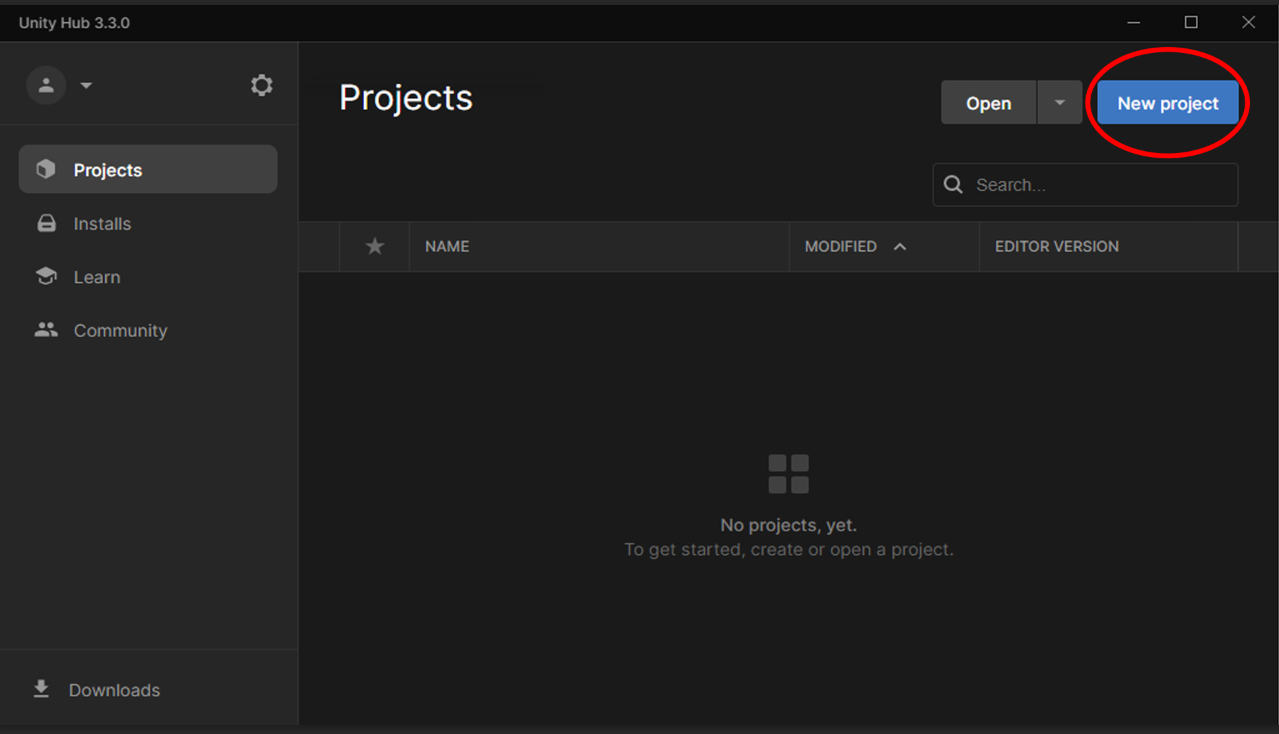 Unity Hub 3.3.0
Projects
Open
New project
Projects
Search...
Installs
NAME
MODIFIED
EDITOR VERSION
Learn
Community
No projects, yet.
To get started, create or open a project.
Downloads